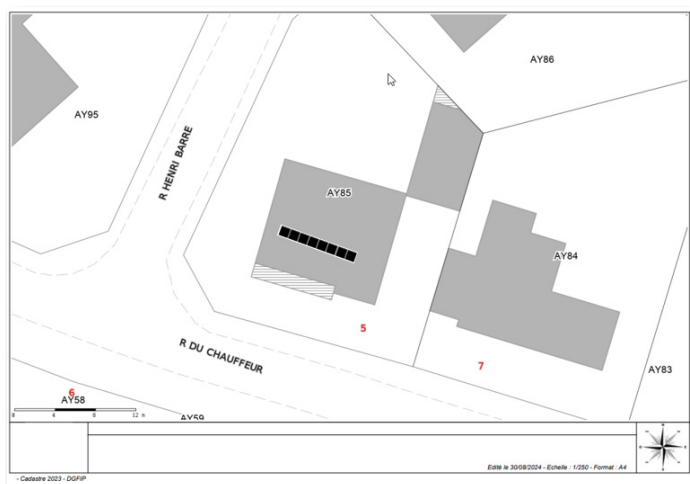 AY86
AY95
R HENRI BARRE
AY85
AY84
5
R DU CHAUFFEUR
7
AY83
6
AY58
AY59
0 4 8 12 m
Edité le 30/08/2024 - Echelle : 1/250 - Format : A4
- Cadastre 2023 - DGFIP